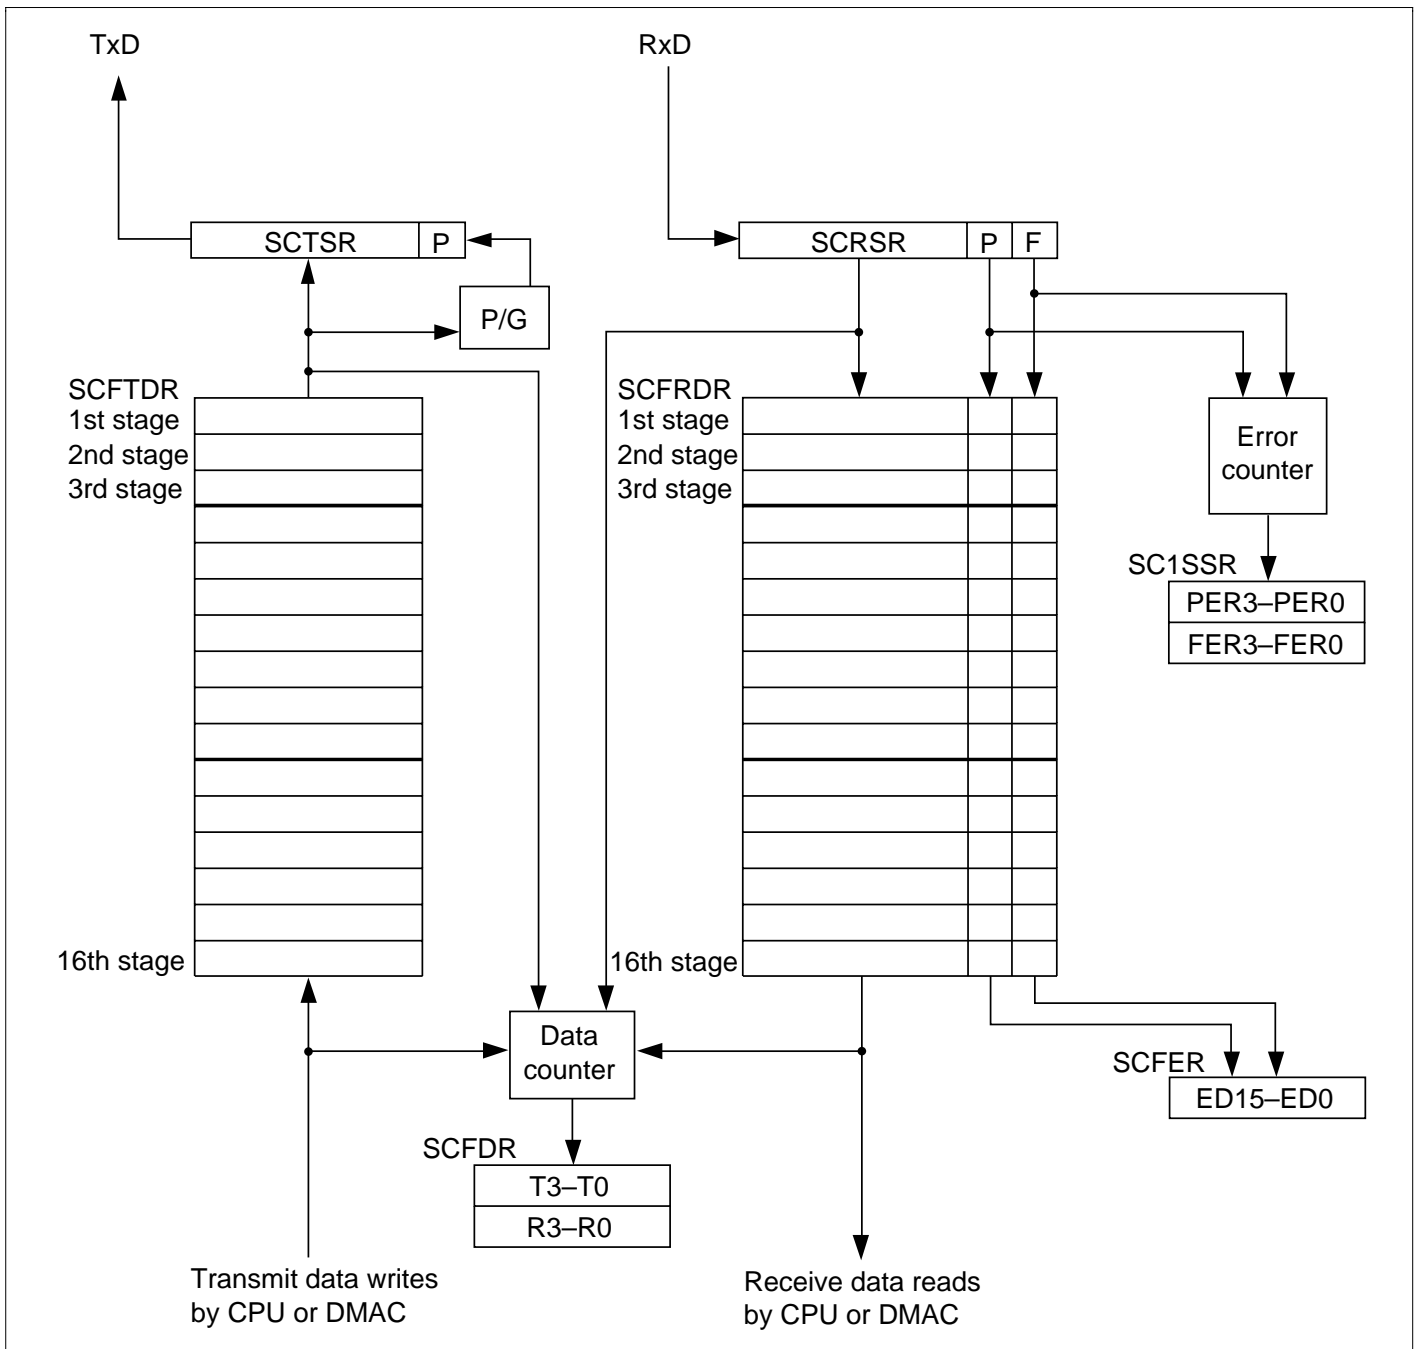 TxD
RxD
SCTSR
P
SCRSR
P
F
P/G
SCFTDR
1st stage
2nd stage
3rd stage
16th stage
SCFRDR
1st stage
2nd stage
3rd stage
16th stage
Error
counter
SC1SSR
PER3–PER0
FER3–FER0
Data
counter
SCFER
ED15–ED0
SCFDR
T3–T0
R3–R0
Transmit data writes
by CPU or DMAC
Receive data reads
by CPU or DMAC